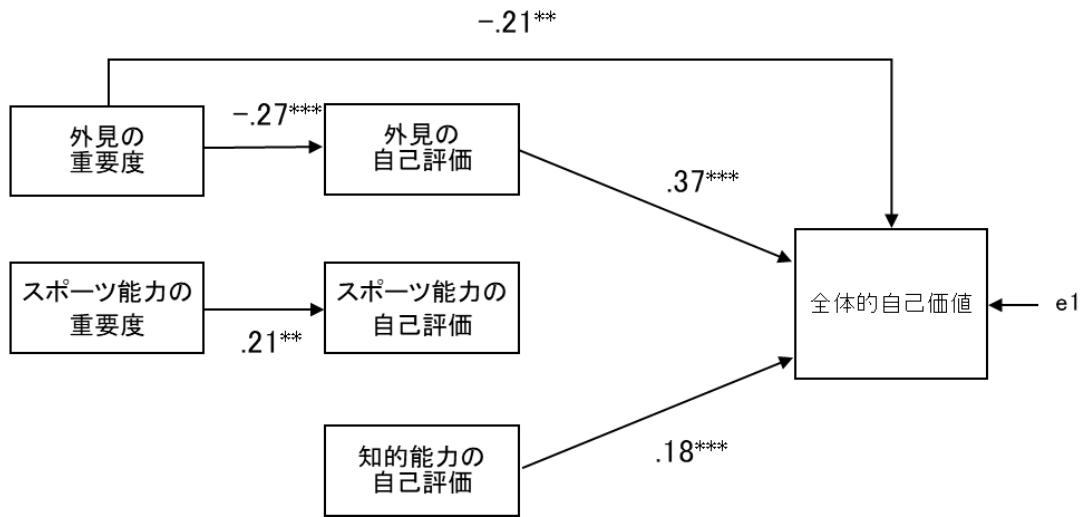 -.21**
外見の
重要度
-.27***
外見の
自己評価
.37***
スポーツ能力の
重要度
.21**
スポーツ能力の
自己評価
全体的自己価値
e1
知的能力の
自己評価
.18***